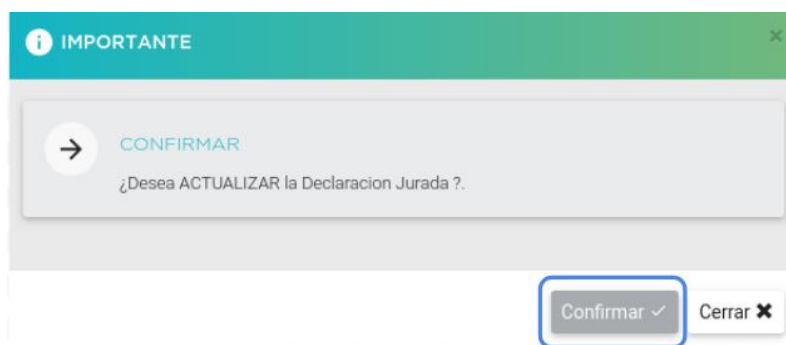 IMPORTANTE
CONFIRMAR
¿Desea ACTUALIZAR la Declaracion Jurada ?.
Confirmar ✓ Cerrar ✖